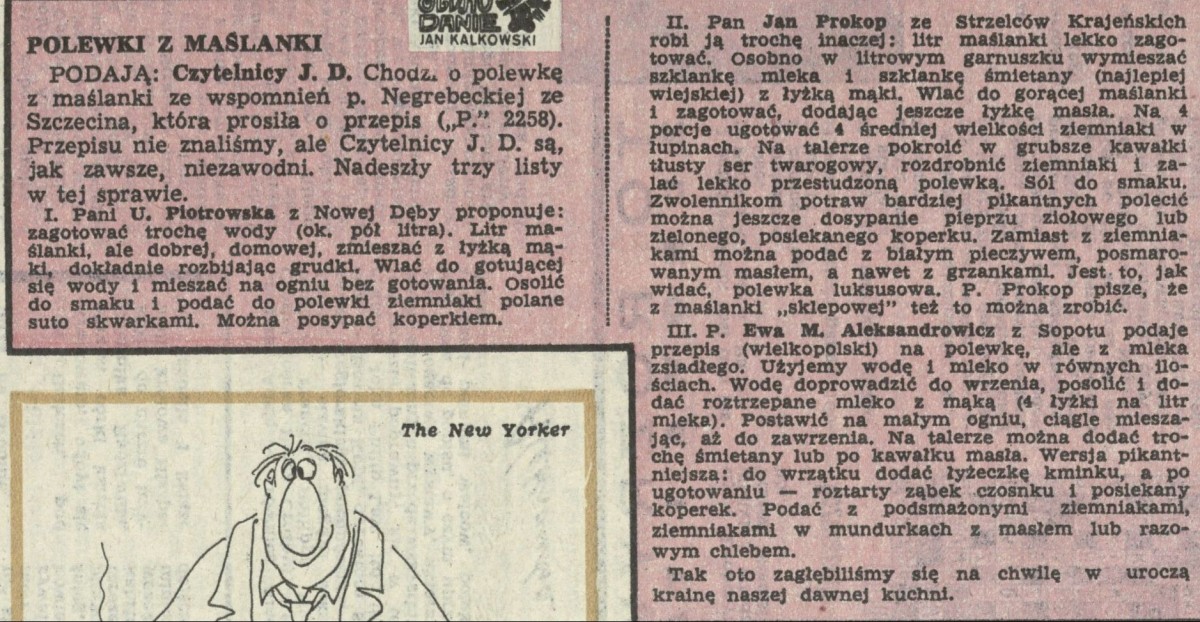 DANIE
JAN KALKOWSKI
POLEWKI Z MAŚLANKI
PODAJĄ: Czytelnicy J. D. Chodzi o polewkę
z maślanki ze wspomnień p. Negrebeckiej ze
Szczecina, która prosiła o przepis („P.” 2258).
Przepisu nie znaliśmy, ale Czytelnicy J. D. są,
jak zawsze, niezawodni. Nadeszły trzy listy
w tej sprawie.
I. Pani U. Piotrowska z Nowej Dęby proponuje:
zagotować trochę wody (ok. pół litra). Litr ma-
ślanki, ale dobrej, domowej, zmieszać z łyżką mą-
ki, dokładnie rozbijając grudki. Wlać do gotującej
się wody i mieszać na ogniu bez gotowania. Osolić
do smaku i podać do polewki ziemniaki polane
suto skwarkami. Można posypać koperkiem.
II. Pan Jan Prokop ze Strzelców Krajeńskich
robi ją trochę inaczej: litr maślanki lekko zago-
tować. Osobno w litrowym garnuszku wymieszać
szklankę mleka i szklankę śmietany (najlepiej
wiejskiej) z łyżką mąki. Wlać do gorącej maślanki
i zagotować, dodając jeszcze łyżkę masła. Na 4
porcje ugotować 4 średniej wielkości ziemniaki w
łupinach. Na talerze pokroić w grubsze kawałki
tłusty ser twarogowy, rozdrobnić ziemniaki i za-
lać lekko przestudzoną polewką. Sól do smaku.
Zwolennikom potraw bardziej pikantnych polecić
można jeszcze dosypanie pieprzu ziołowego lub
zielonego, posiekanego koperku. Zamiast z ziemnia-
kami można podać z białym pieczywem, posmaro-
wanym masłem, a nawet z grzankami. Jest to, jak
widać, polewka luksusowa. P. Prokop pisze, że
z maślanki „sklepowej” też to można zrobić.
III. P. Ewa M. Aleksandrowicz z Sopotu podaje
przepis (wielkopolski) na polewkę, ale z mleka
zsiadłego. Użyjemy wodę i mleko w równych ilo-
ściach. Wodę doprowadzić do wrzenia, posolić i do-
dać roztrzepane mleko z mąką (4 łyżki na litr
mleka). Postawić na małym ogniu, ciągle miesza-
jąc, aż do zawrzenia. Na talerze można dodać tro-
chę śmietany lub po kawałku masła. Wersja pikant-
niejsza: do wrzątku dodać łyżeczkę kminku, a po
ugotowaniu — roztarty ząbek czosnku i posiekany
koperek. Podać z podsmażonymi ziemniakami,
ziemniakami w mundurkach z masłem lub razo-
wym chlebem.
Tak oto zagłębiliśmy się na chwilę w uroczą
krainę naszej dawnej kuchni.
The New Yorker